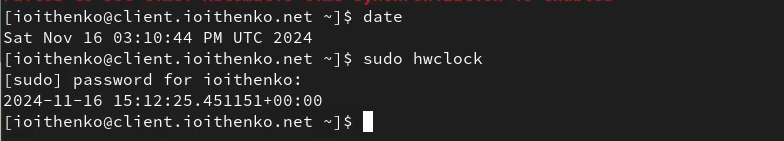 [ioithenko@client.ioithenko.net ~]$ date
Sat Nov 16 03:10:44 PM UTC 2024
[ioithenko@client.ioithenko.net ~]$ sudo hwclock
[sudo] password for ioithenko:
2024-11-16 15:12:25.451151+00:00
[ioithenko@client.ioithenko.net ~]$